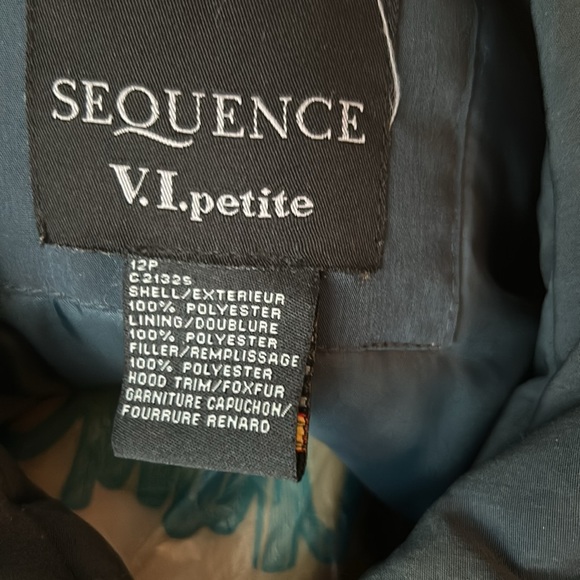 SEQUENCE
V.I.petite
12P
C2132S
SHELL/EXTERIEUR
100% POLYESTER
LINING/DOUBLURE
100% POLYESTER
FILLER/REMPLISSAGE
100% POLYESTER
HOOD TRIM/FOXFUR
GARNITURE CAPUCHON/
FOURRURE RENARD